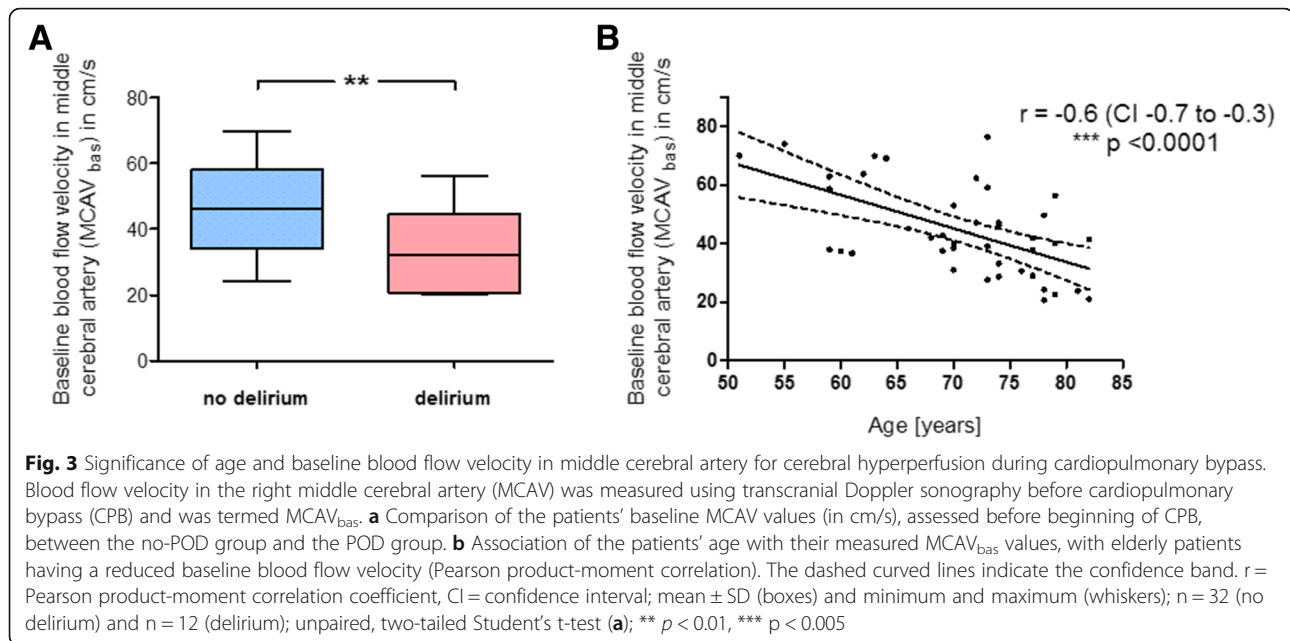 A
Baseline blood flow velocity in middle
cerebral artery (MCAV bas) in cm/s
**
80
60
40
20
0
no delirium
delirium
B
Baseline blood flow velocity in middle
cerebral artery (MCAV bas) in cm/s
r = -0.6 (CI -0.7 to -0.3)
*** p <0.0001
80
60
40
20
0
50 55 60 65 70 75 80 85
Age [years]
Fig. 3 Significance of age and baseline blood flow velocity in middle cerebral artery for cerebral hyperperfusion during cardiopulmonary bypass.
Blood flow velocity in the right middle cerebral artery (MCAV) was measured using transcranial Doppler sonography before cardiopulmonary
bypass (CPB) and was termed MCAVbas. a Comparison of the patients' baseline MCAV values (in cm/s), assessed before beginning of CPB,
between the no-POD group and the POD group. b Association of the patients' age with their measured MCAVbas values, with elderly patients
having a reduced baseline blood flow velocity (Pearson product-moment correlation). The dashed curved lines indicate the confidence band. r =
Pearson product-moment correlation coefficient, CI = confidence interval; mean ± SD (boxes) and minimum and maximum (whiskers); n = 32 (no
delirium) and n = 12 (delirium); unpaired, two-tailed Student's t-test (a); ** p < 0.01, *** p < 0.005